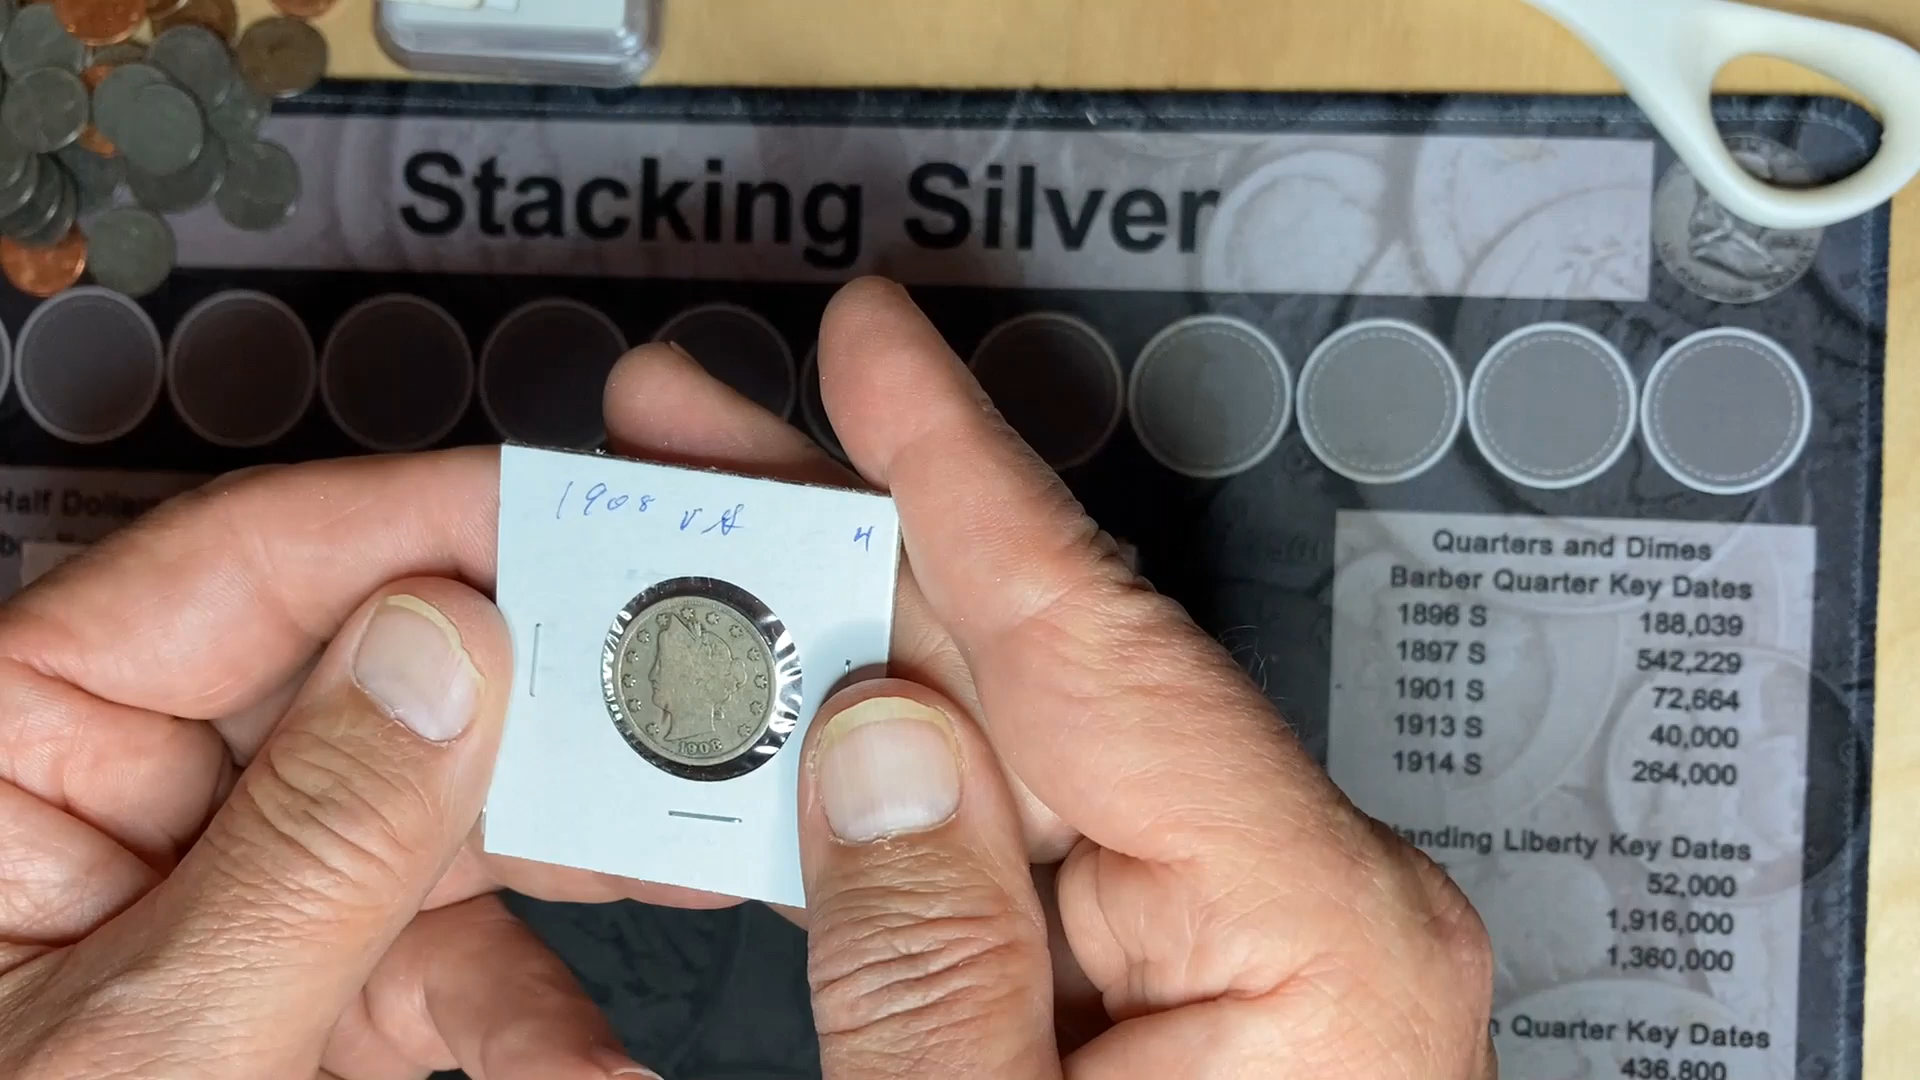 Stacking Silver
Half Dolla
1908 VG 4
1908
Quarters and Dimes
Barber Quarter Key Dates
1896 S 188,039
1897 S 542,229
1901 S 72,664
1913 S 40,000
1914 S 264,000
anding Liberty Key Dates
52,000
1,916,000
1,360,000
Quarter Key Dates
436,800